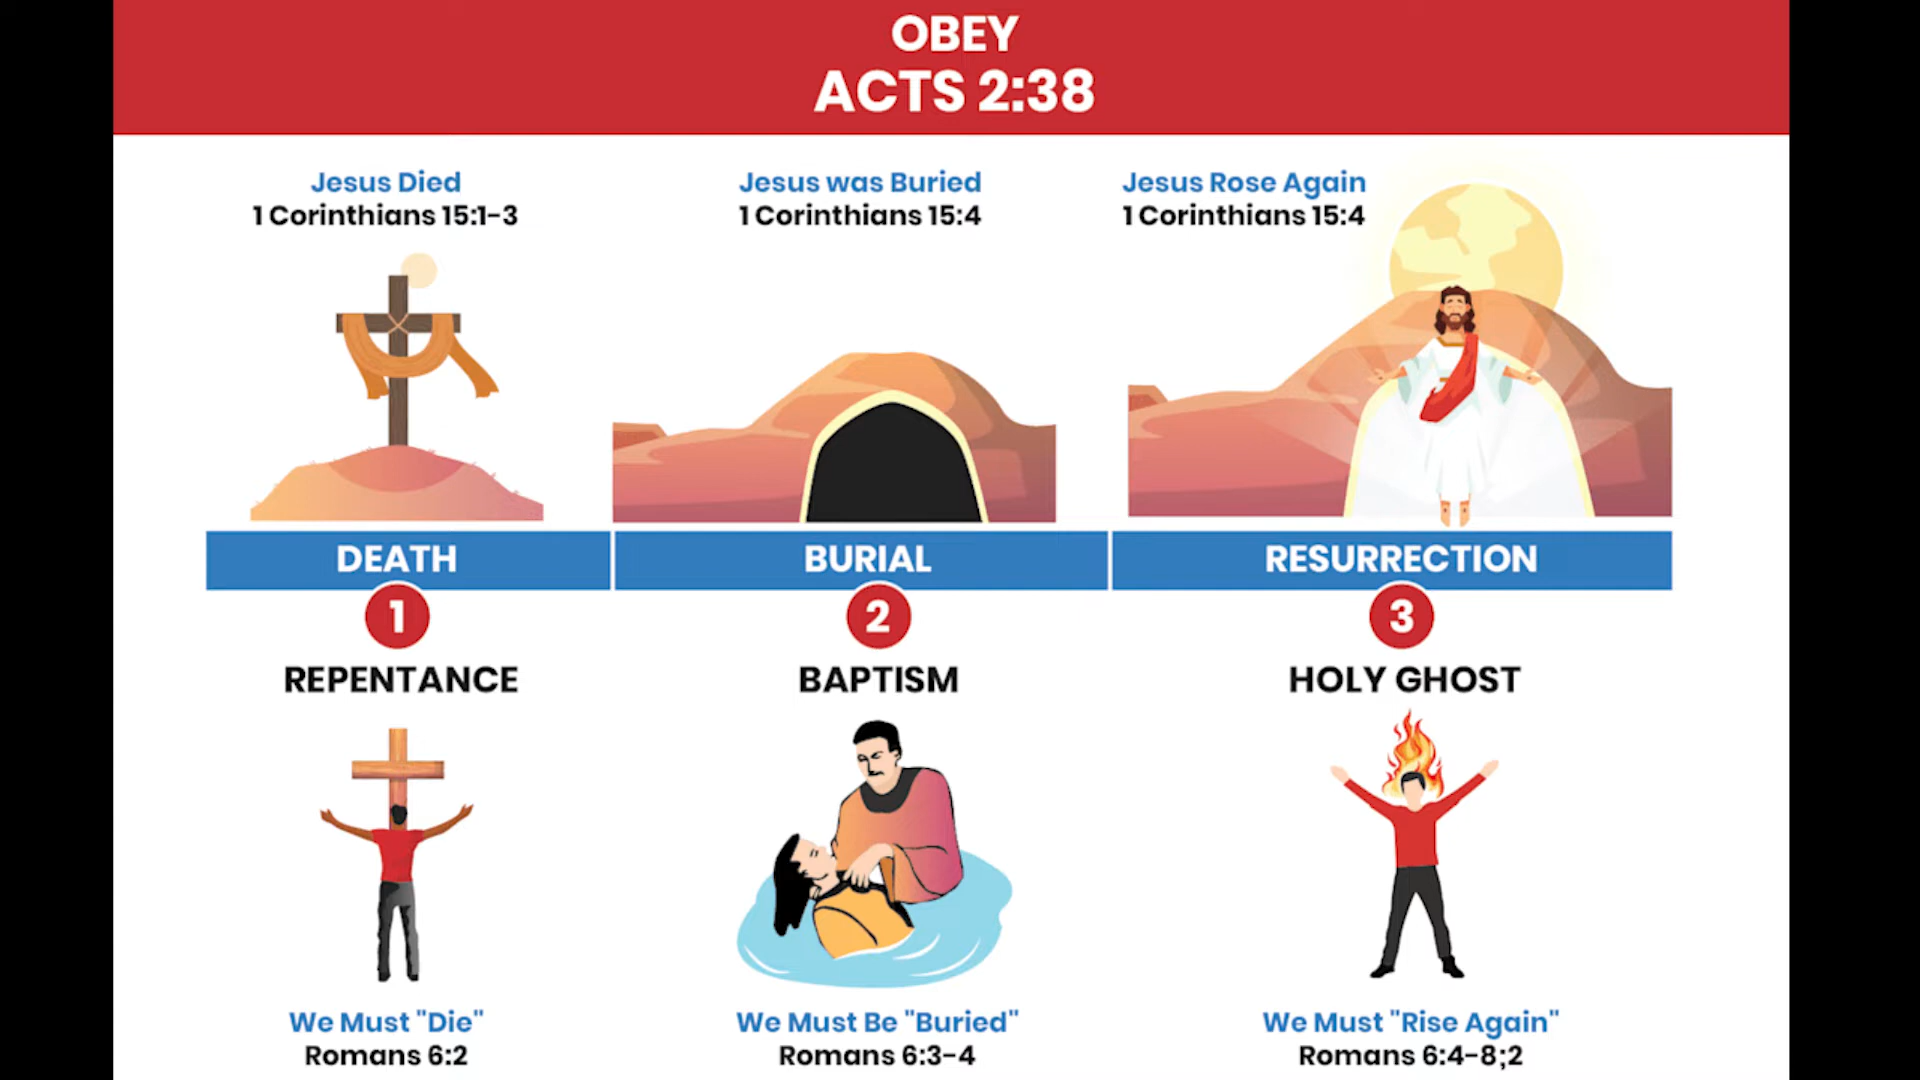 OBEY
ACTS 2:38
Jesus Died
1 Corinthians 15:1-3
Jesus was Buried
1 Corinthians 15:4
Jesus Rose Again
1 Corinthians 15:4
DEATH
BURIAL
RESURRECTION
1
2
3
REPENTANCE
BAPTISM
HOLY GHOST
We Must "Die"
Romans 6:2
We Must Be "Buried"
Romans 6:3-4
We Must "Rise Again"
Romans 6:4-8;2